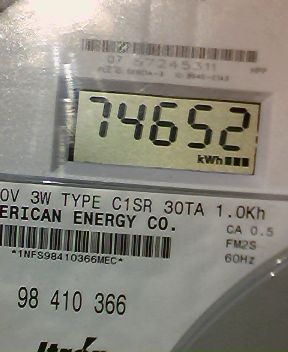 07 57245311
74652
kWh
0V 3W TYPE C1SR 30TA 1.0Kh
ERICAN ENERGY CO. CA 0.5
FM2S
*1NFS98410366MEC* 60Hz
98 410 366
Itron